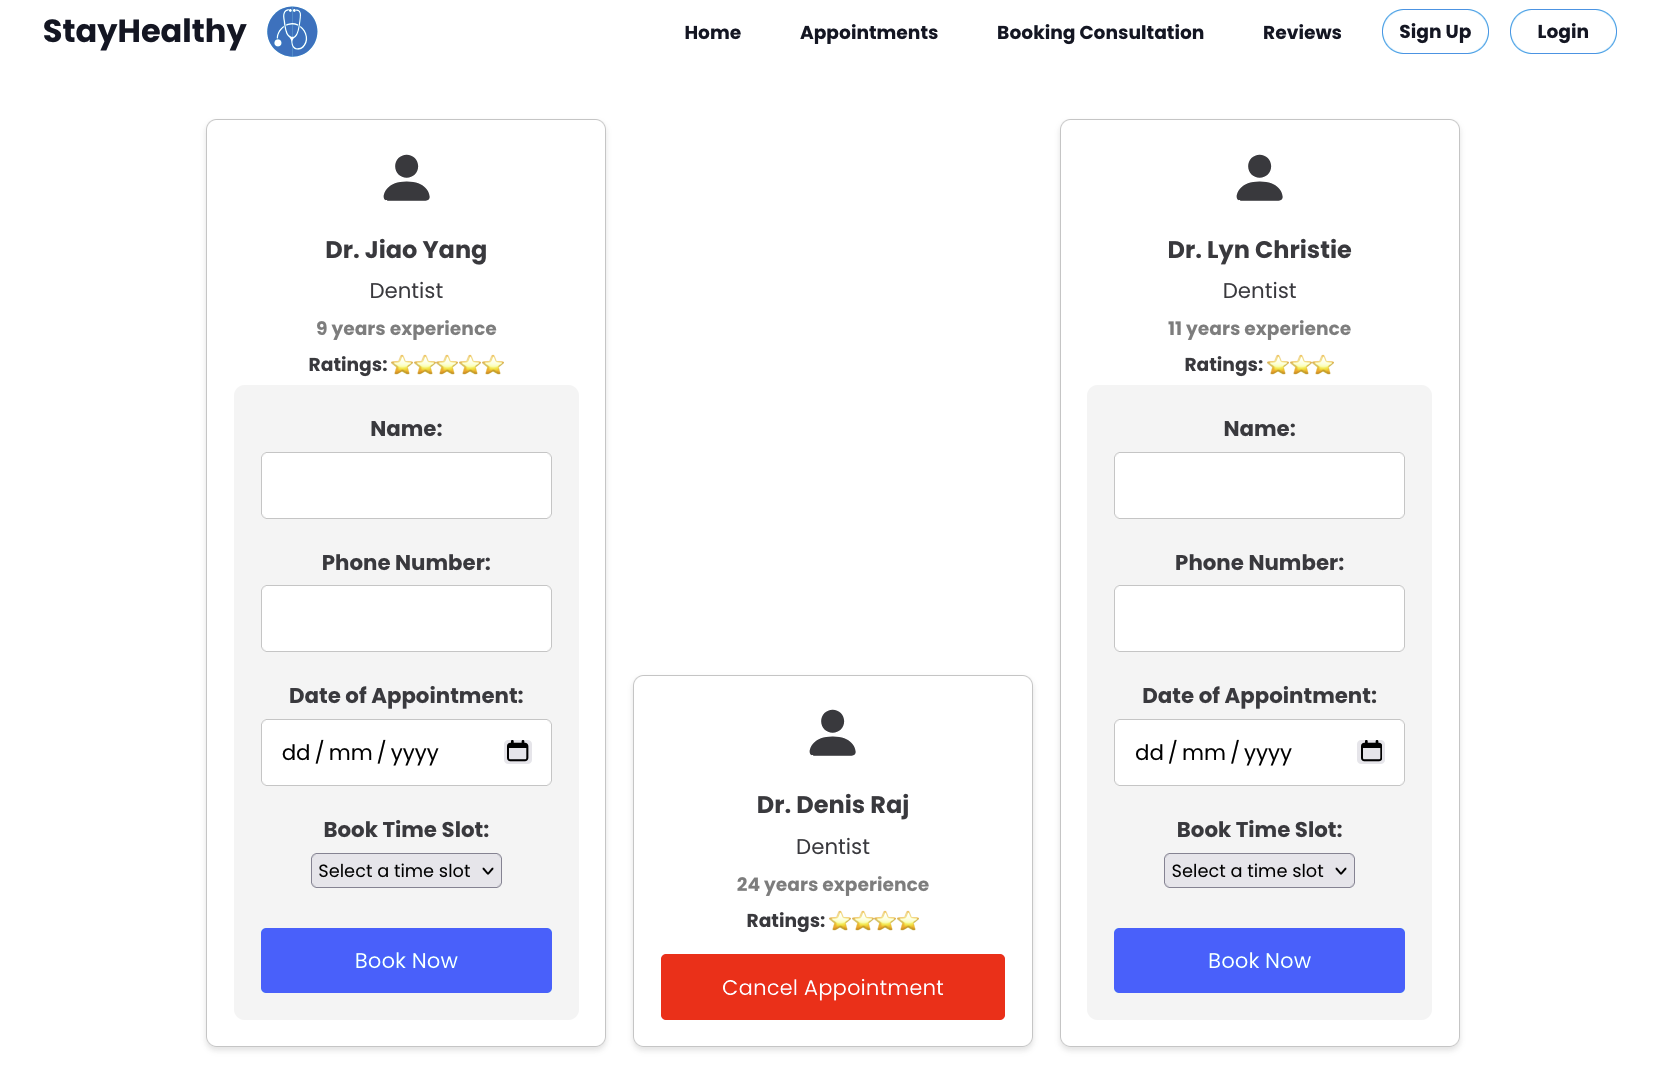 StayHealthy
Home Appointments Booking Consultation Reviews Sign Up Login
Dr. Jiao Yang
Dentist
9 years experience
Ratings: ⭐⭐⭐⭐⭐
Name:
Phone Number:
Date of Appointment:
dd/mm/yyyy
Book Time Slot:
Select a time slot
Book Now
Dr. Denis Raj
Dentist
24 years experience
Ratings: ⭐⭐⭐⭐
Cancel Appointment
Dr. Lyn Christie
Dentist
11 years experience
Ratings: ⭐⭐⭐
Name:
Phone Number:
Date of Appointment:
dd/mm/yyyy
Book Time Slot:
Select a time slot
Book Now